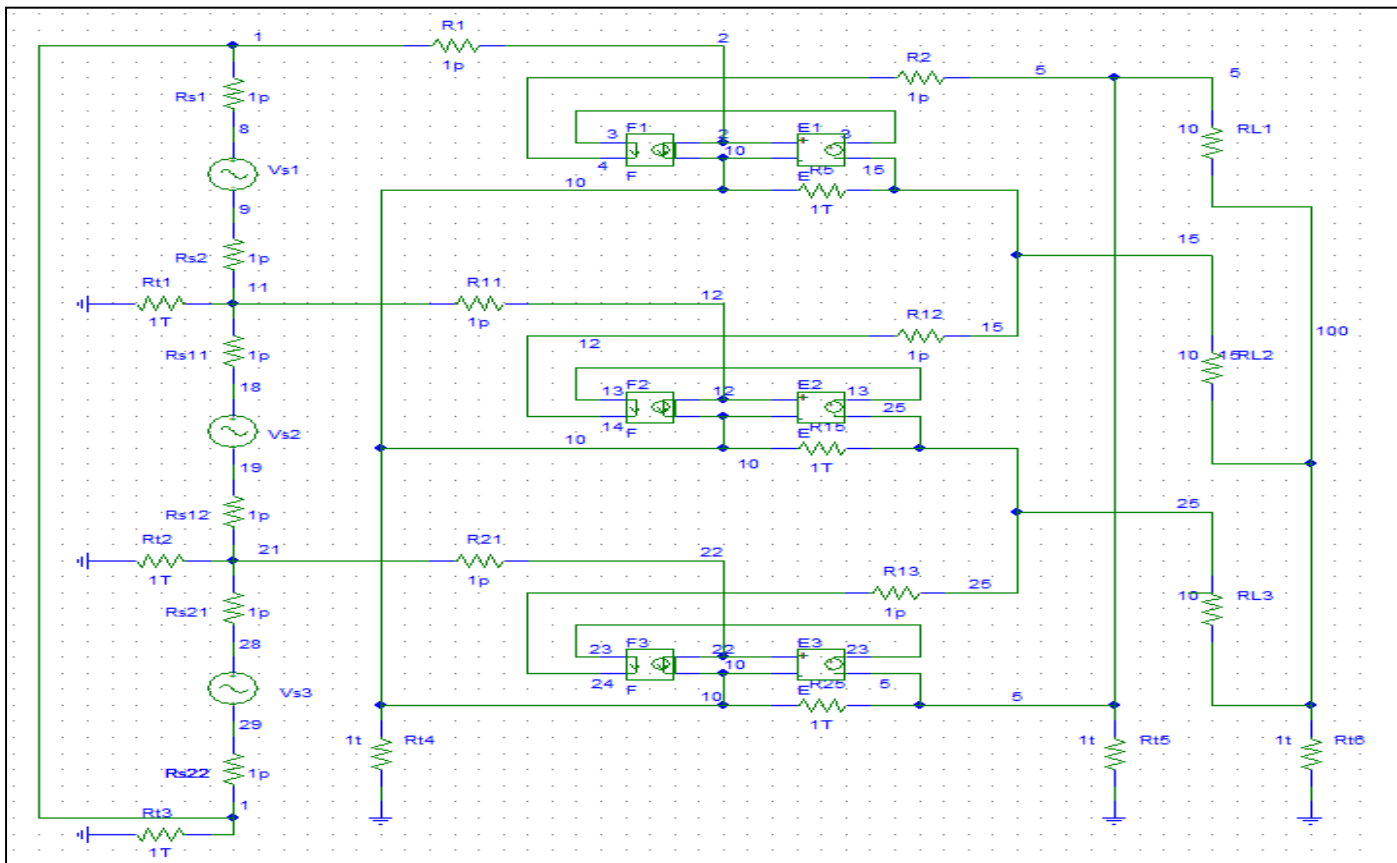 1
R1
1p
2
R2
1p
5
5
Rs1
1p
8
F1
3
4
F
2
10
E1
3
10
RL1
Vs1
10
E
R5
15
1T
9
Rs2
1p
15
Rt1
1T
11
R11
1p
12
R12
1p
15
12
100
Rs11
1p
10
15
RL2
18
F2
13
14
F
12
E2
13
25
Vs2
10
10
E
R15
1T
19
Rs12
1p
25
Rt2
1T
21
R21
1p
22
R13
1p
25
Rs21
1p
10
RL3
28
F3
23
24
F
22
10
E3
23
5
Vs3
10
E
R25
1T
5
29
1t
Rt4
1t
Rt5
1t
Rt6
Rs22
1p
1
Rt3
1T